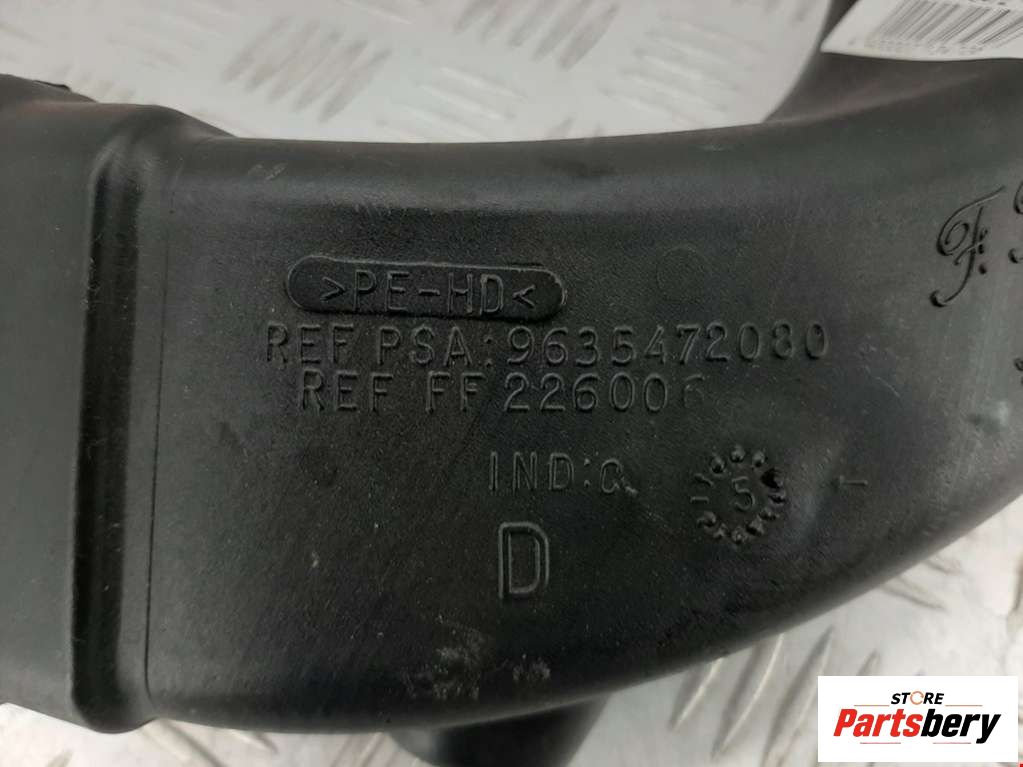 >PE-HD<
REF PSA: 9635472080
REF FF 226006
IND: Q
5
D
F.
STORE
Partsbery